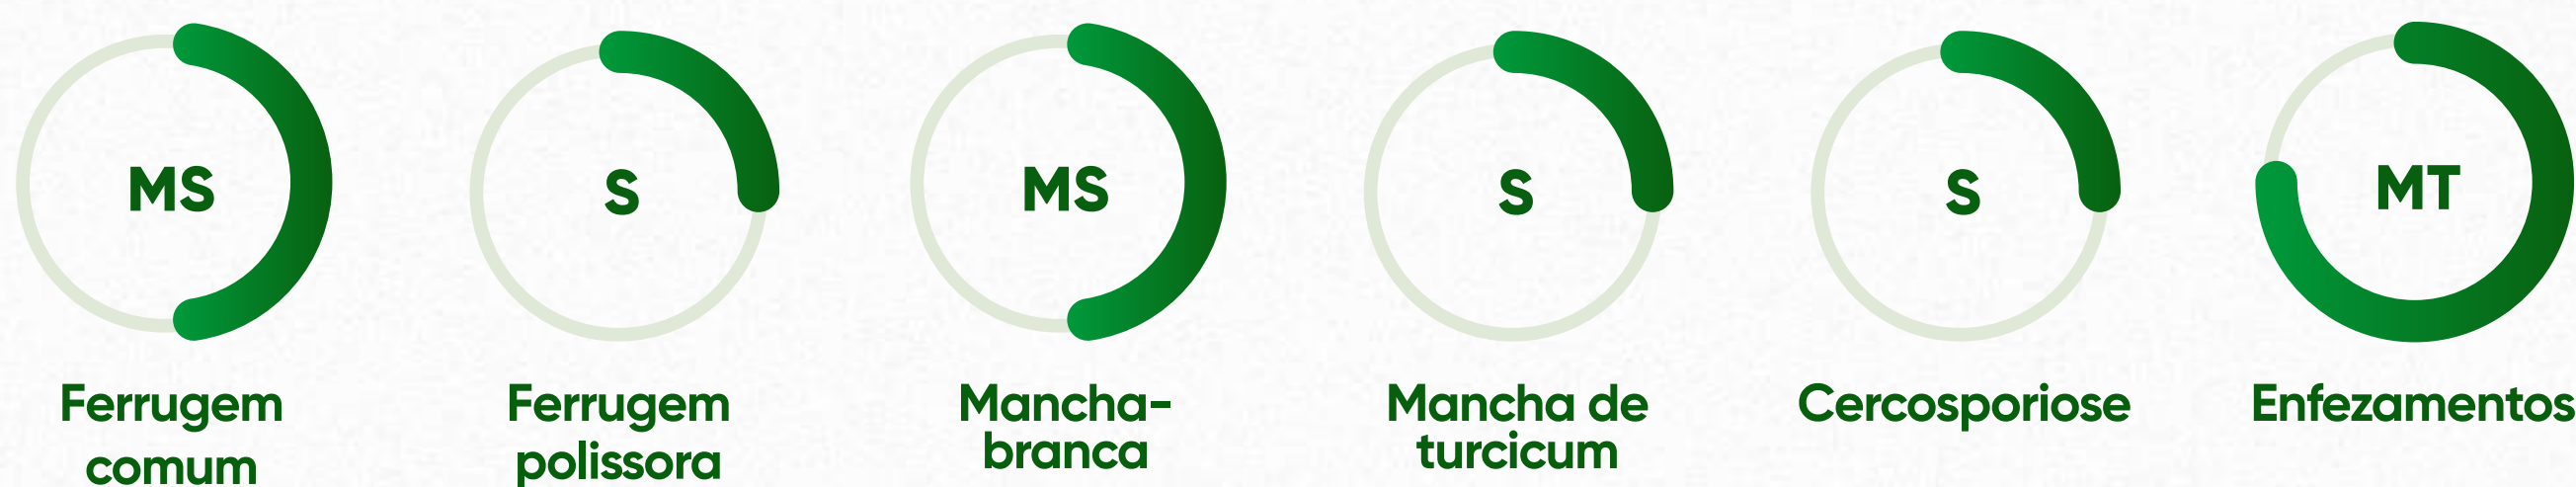 MS
Ferrugem
comum
S
Ferrugem
polissora
MS
Mancha-
branca
S
Mancha de
turcicum
S
Cercosporiose
MT
Enfezamentos